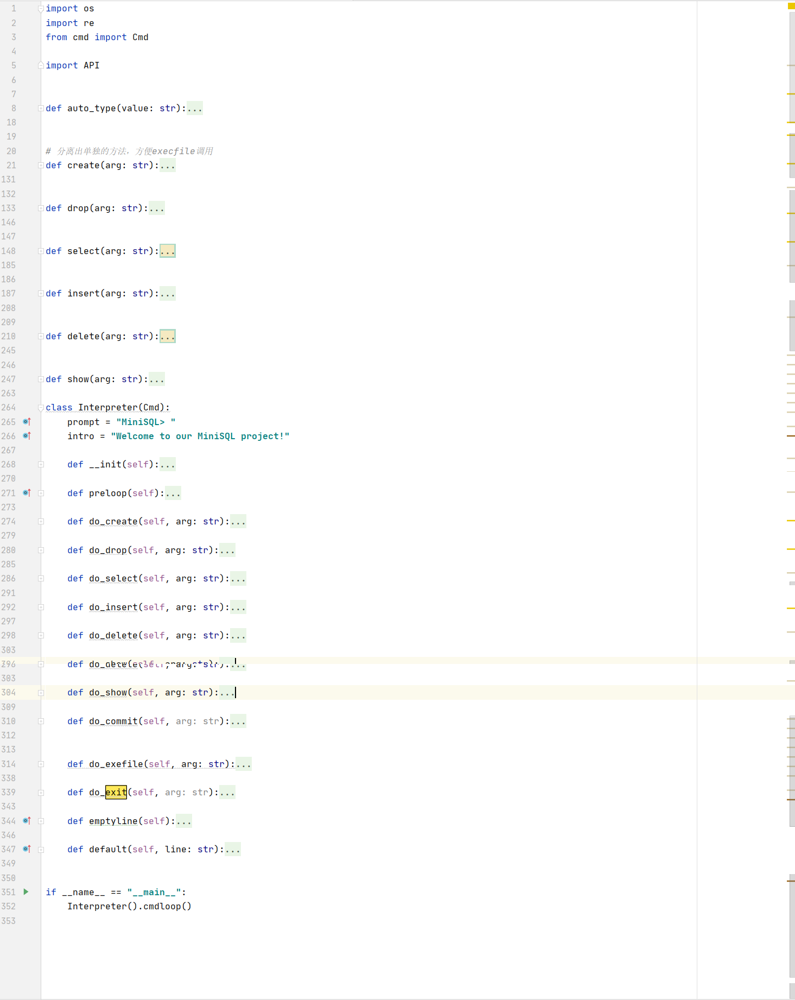 1 import os
2 import re
3 from cmd import Cmd
4
5 import API
6
7
8 def auto_type(value: str):...
18
19
20 # 分离出单独的方法，方便execfile调用
21 def create(arg: str):...
131
132
133 def drop(arg: str):...
146
147
148 def select(arg: str):...
185
186
187 def insert(arg: str):...
208
209
210 def delete(arg: str):...
245
246
247 def show(arg: str):...
263
264 class Interpreter(Cmd):
265     prompt = "MiniSQL> "
266     intro = "Welcome to our MiniSQL project!"
267
268     def __init(self):...
270
271     def preloop(self):...
273
274     def do_create(self, arg: str):...
279
280     def do_drop(self, arg: str):...
285
286     def do_select(self, arg: str):...
291
292     def do_insert(self, arg: str):...
297
298     def do_delete(self, arg: str):...
303
    def
303
304     def do_show(self, arg: str):...
309
310     def do_commit(self, arg: str):...
312
313
314     def do_exefile(self, arg: str):...
338
339     def do_exit(self, arg: str):...
343
344     def emptyline(self):...
346
347     def default(self, line: str):...
349
350
351 if __name__ == "__main__":
352     Interpreter().cmdloop()
353